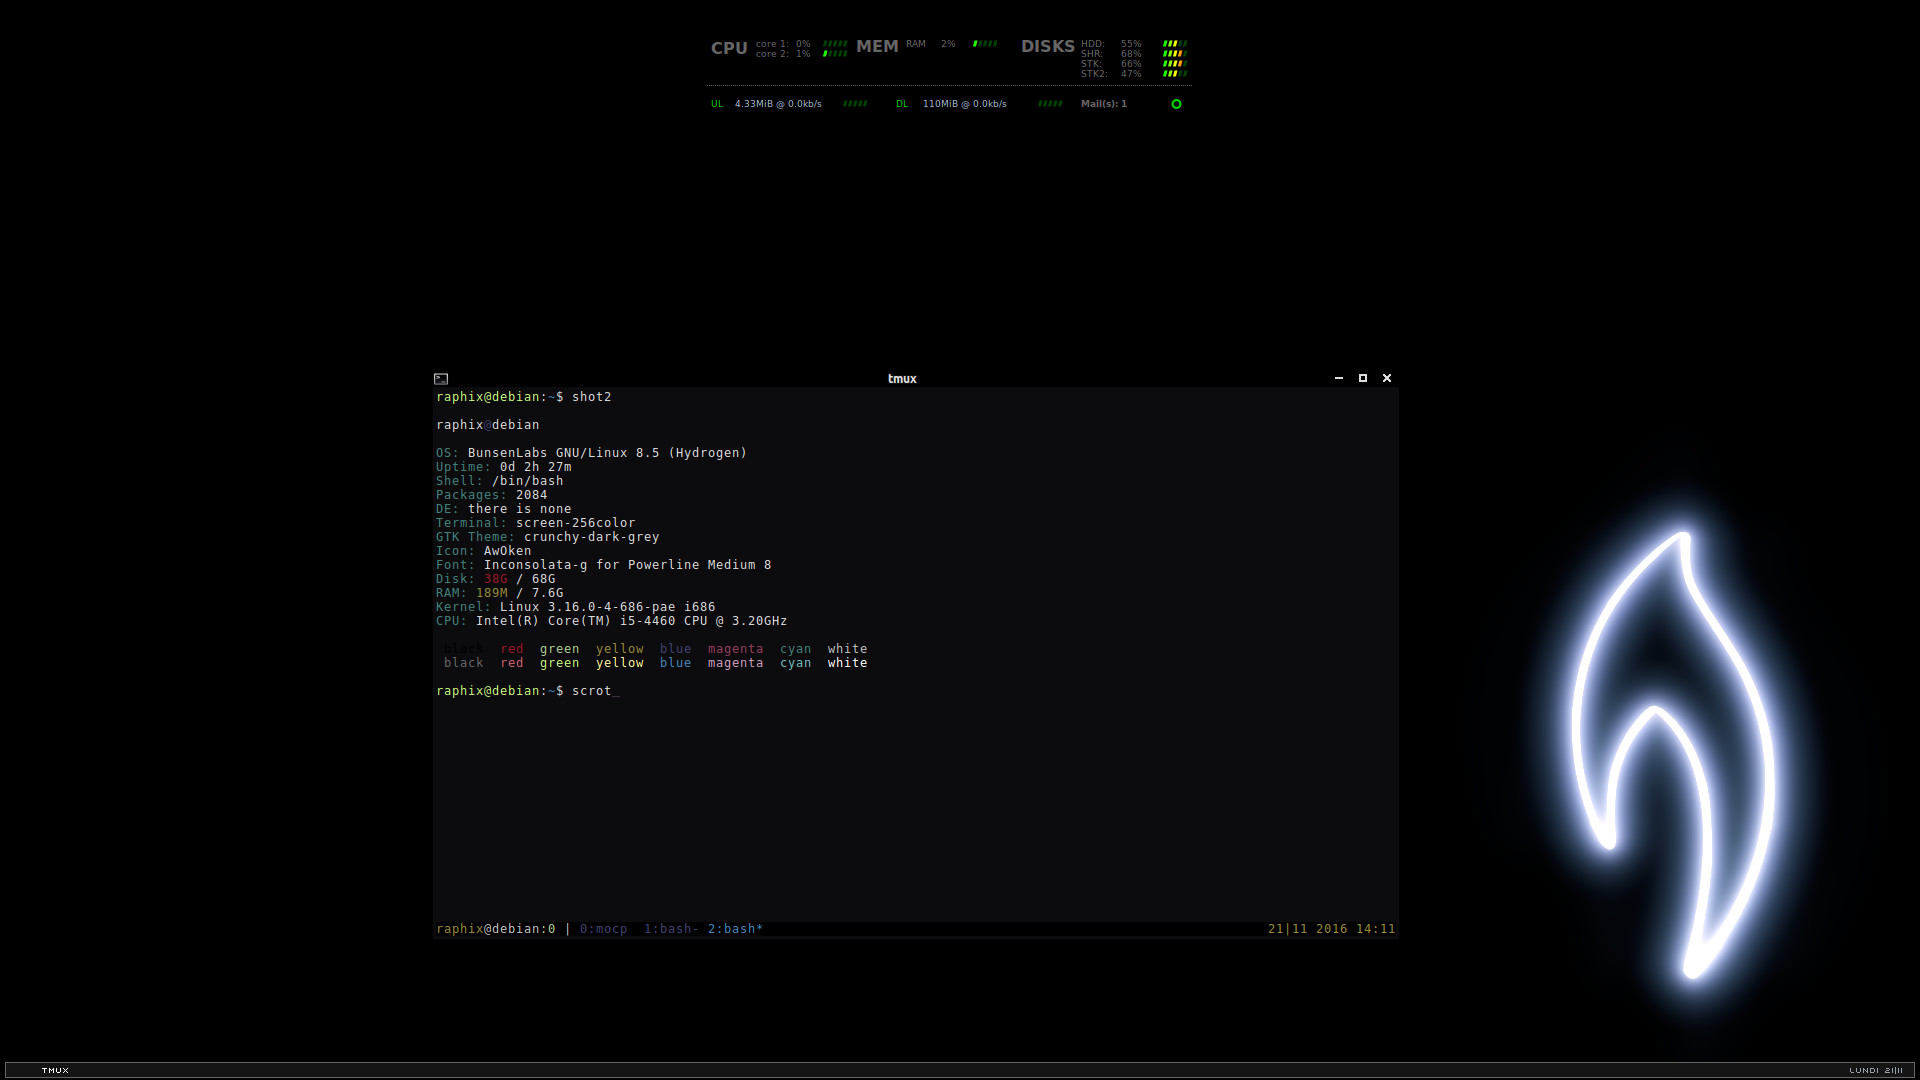 CPU core 1: 0% MEM RAM 2% DISKS HDD: 55%
core 2: 1% SHR: 68%
STK: 66%
STK2: 47%
UL 4.33MiB @ 0.0kb/s DL 110MiB @ 0.0kb/s Mail(s): 1
tmux
raphix@debian:~$ shot2
raphix@debian
OS: BunsenLabs GNU/Linux 8.5 (Hydrogen)
Uptime: 0d 2h 27m
Shell: /bin/bash
Packages: 2084
DE: there is none
Terminal: screen-256color
GTK Theme: crunchy-dark-grey
Icon: AwOken
Font: Inconsolata-g for Powerline Medium 8
Disk: 38G / 68G
RAM: 189M / 7.6G
Kernel: Linux 3.16.0-4-686-pae i686
CPU: Intel(R) Core(TM) i5-4460 CPU @ 3.20GHz
black red green yellow blue magenta cyan white
black red green yellow blue magenta cyan white
raphix@debian:~$ scrot_
raphix@debian:0 | 0:mocp 1:bash- 2:bash* 21|11 2016 14:11
TMUX LUNDI 21|11